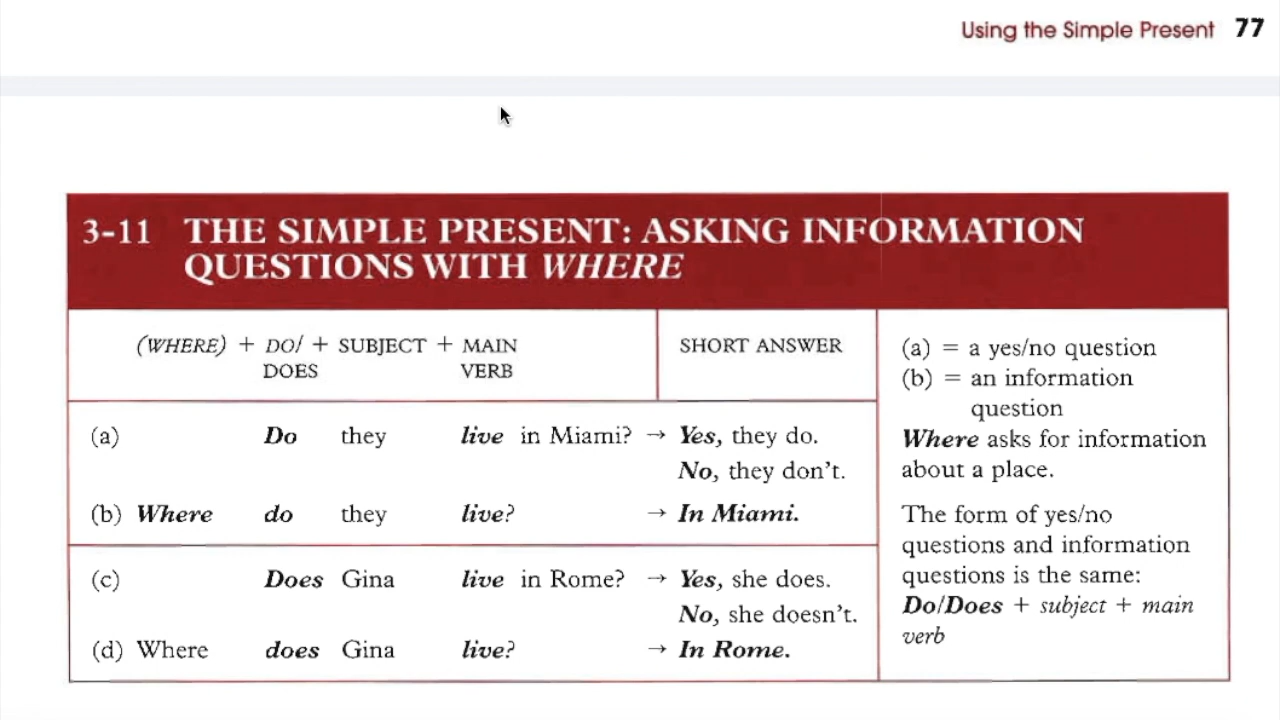 Using the Simple Present 77
3-11 THE SIMPLE PRESENT: ASKING INFORMATION
QUESTIONS WITH WHERE
(WHERE) + DO/ + SUBJECT + MAIN
DOES VERB
SHORT ANSWER
(a) Do they live in Miami? → Yes, they do.
No, they don't.
(b) Where do they live? → In Miami.
(c) Does Gina live in Rome? → Yes, she does.
No, she doesn't.
(d) Where does Gina live? → In Rome.
(a) = a yes/no question
(b) = an information
question
Where asks for information
about a place.
The form of yes/no
questions and information
questions is the same:
Do/Does + subject + main
verb